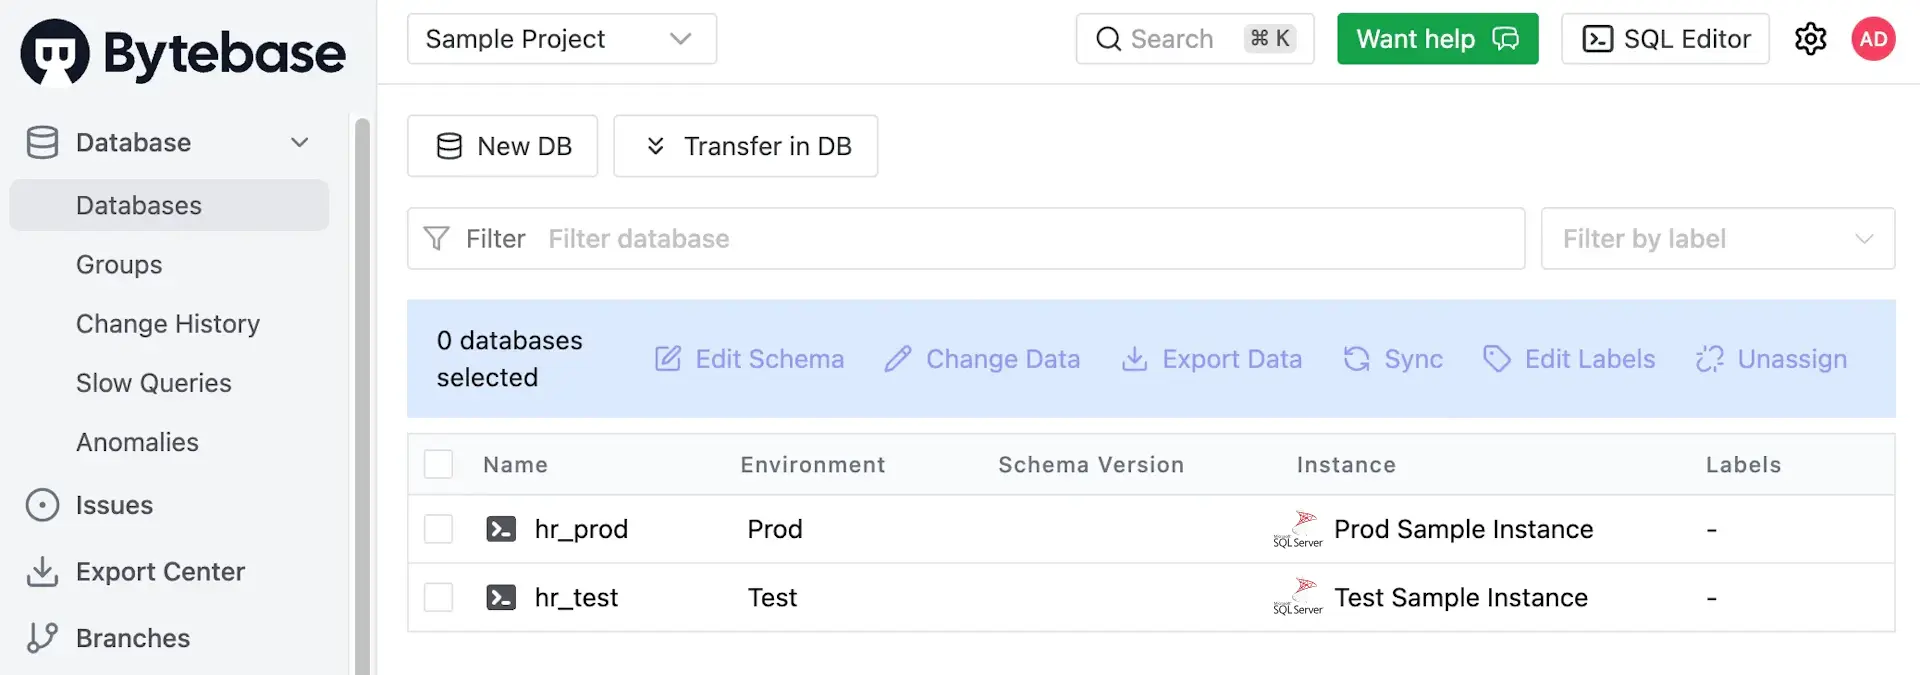 Bytebase
Sample Project
Search ⌘ K
Want help
SQL Editor
AD
Database
Databases
Groups
Change History
Slow Queries
Anomalies
Issues
Export Center
Branches
New DB
Transfer in DB
Filter Filter database
Filter by label
0 databases
selected
Edit Schema
Change Data
Export Data
Sync
Edit Labels
Unassign
Name Environment Schema Version Instance Labels
hr_prod Prod SQL Server Prod Sample Instance -
hr_test Test SQL Server Test Sample Instance -